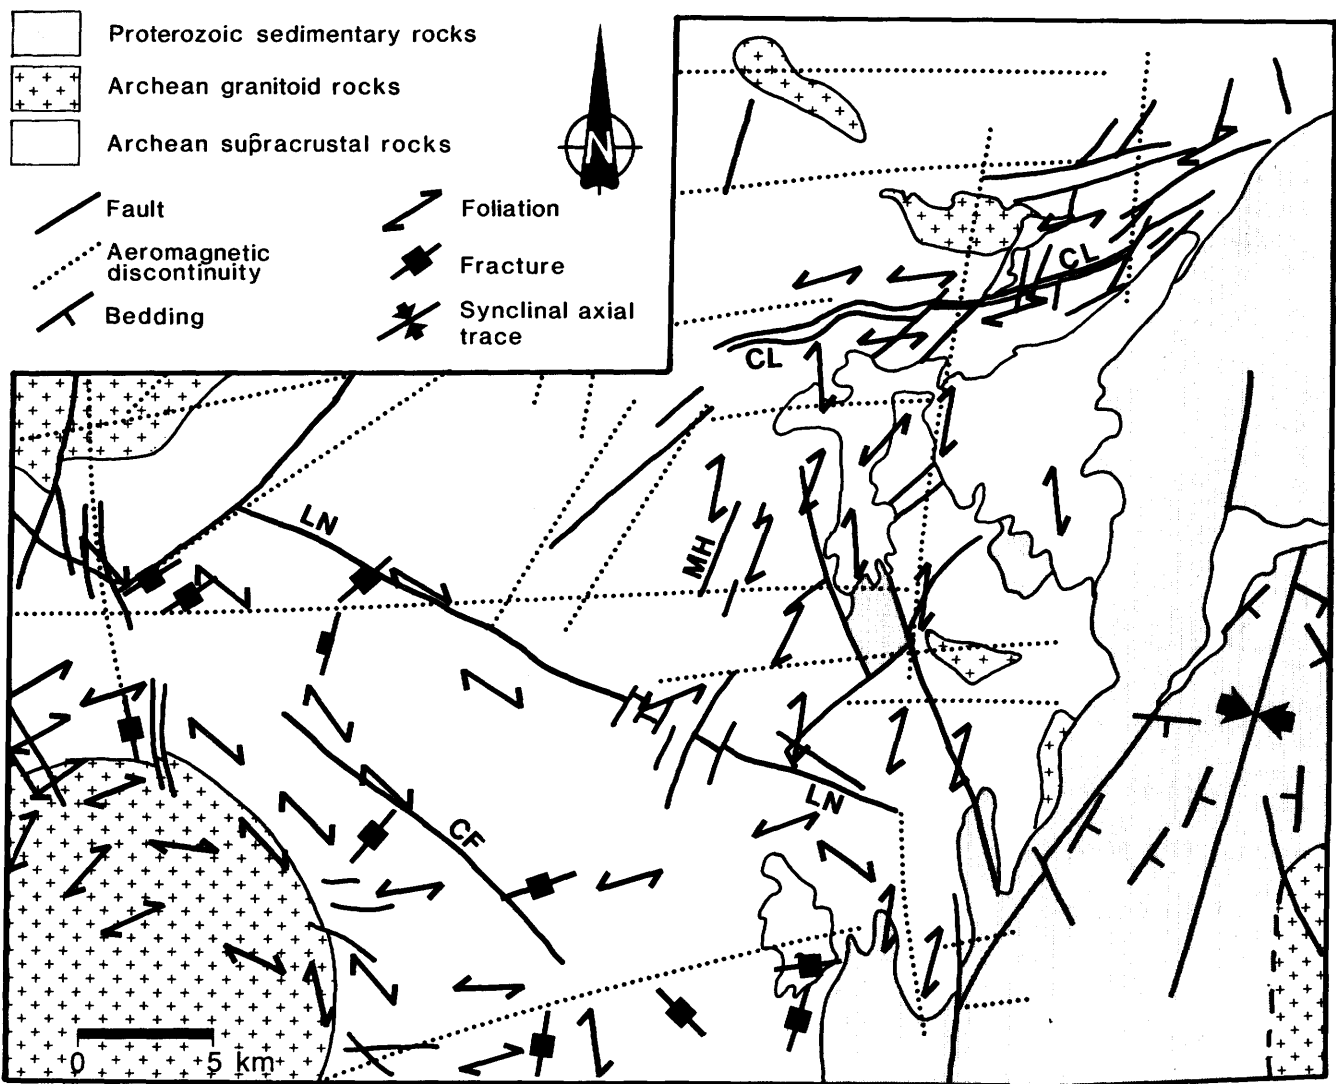 Proterozoic sedimentary rocks
Archean granitoid rocks
Archean supracrustal rocks
Fault
Aeromagnetic
discontinuity
Bedding
Foliation
Fracture
Synclinal axial
trace
N
CL
CL
LN
MH
LN
CF
0 5 km